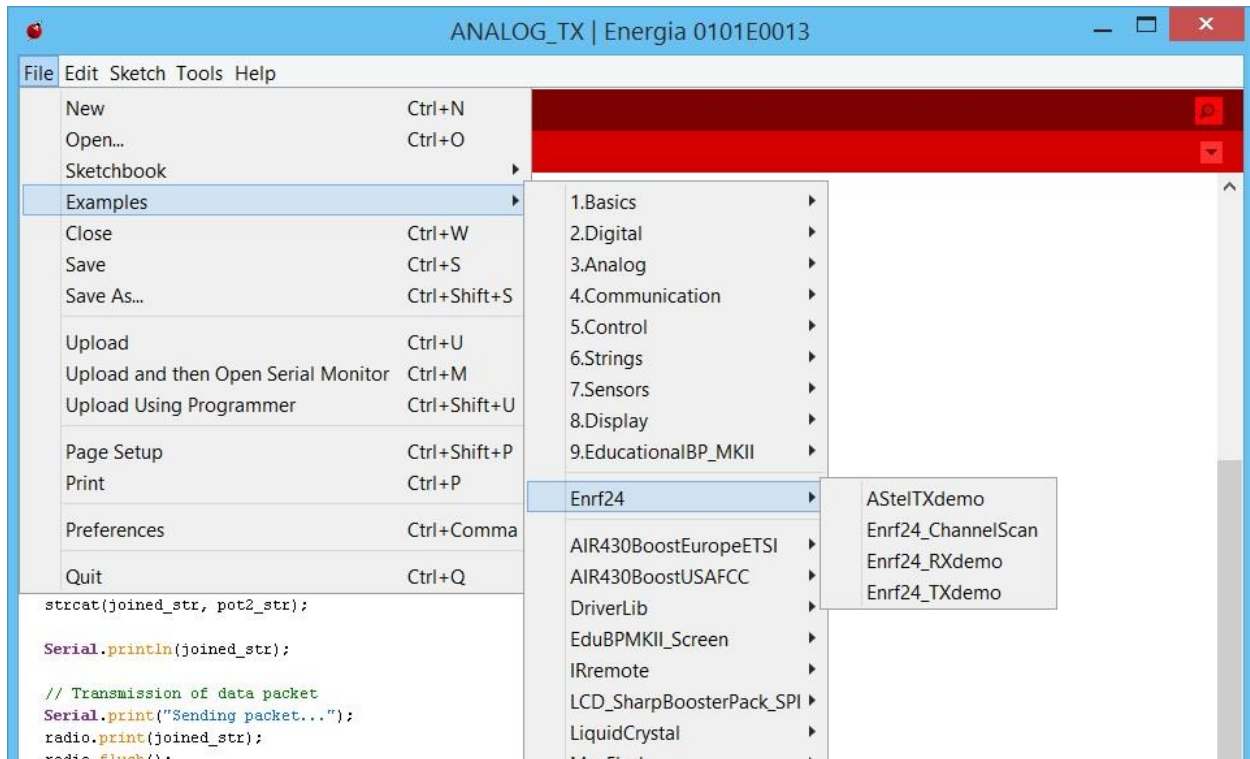 ANALOG_TX | Energia 0101E0013
File Edit Sketch Tools Help
New Ctrl+N
Open... Ctrl+O
Sketchbook
Examples
Close Ctrl+W
Save Ctrl+S
Save As... Ctrl+Shift+S
Upload Ctrl+U
Upload and then Open Serial Monitor Ctrl+M
Upload Using Programmer Ctrl+Shift+U
Page Setup Ctrl+Shift+P
Print Ctrl+P
Preferences Ctrl+Comma
Quit Ctrl+Q
1.Basics
2.Digital
3.Analog
4.Communication
5.Control
6.Strings
7.Sensors
8.Display
9.EducationalBP_MKII
Enrf24
AIR430BoostEuropeETSI
AIR430BoostUSAFCC
DriverLib
EduBPMKII_Screen
IRremote
LCD_SharpBoosterPack_SPI
LiquidCrystal
AStelTXdemo
Enrf24_ChannelScan
Enrf24_RXdemo
Enrf24_TXdemo
strcat(joined_str, pot2_str);
Serial.println(joined_str);
// Transmission of data packet
Serial.print("Sending packet...");
radio.print(joined_str);
radio.flush();